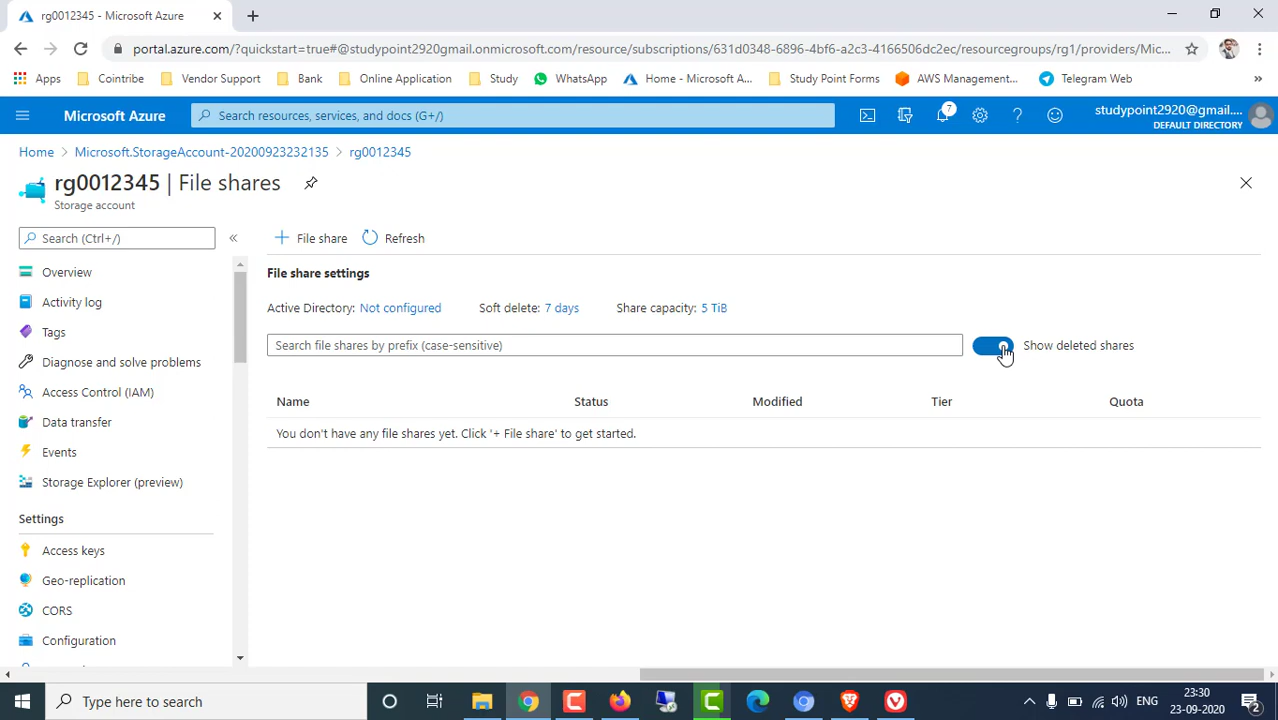 rg0012345 - Microsoft Azure
portal.azure.com/?quickstart=true#@studypoint2920gmail.onmicrosoft.com/resource/subscriptions/631d0348-6896-4bf6-a2c3-4166506dc2ec/resourcegroups/rg1/providers/Mic...
Apps Cointribe Vendor Support Bank Online Application Study WhatsApp Home - Microsoft A... Study Point Forms AWS Management... Telegram Web »
Microsoft Azure Search resources, services, and docs (G+/) 7 studypoint2920@gmail....
DEFAULT DIRECTORY
Home > Microsoft.StorageAccount-20200923232135 > rg0012345
rg0012345 | File shares
Storage account
Search (Ctrl+/) « + File share Refresh
File share settings
Overview
Activity log Active Directory: Not configured Soft delete: 7 days Share capacity: 5 TiB
Tags Search file shares by prefix (case-sensitive) Show deleted shares
Diagnose and solve problems
Access Control (IAM) Name Status Modified Tier Quota
Data transfer You don't have any file shares yet. Click '+ File share' to get started.
Events
Storage Explorer (preview)
Settings
Access keys
Geo-replication
CORS
Configuration
Type here to search ENG 23:30
23-09-2020 2